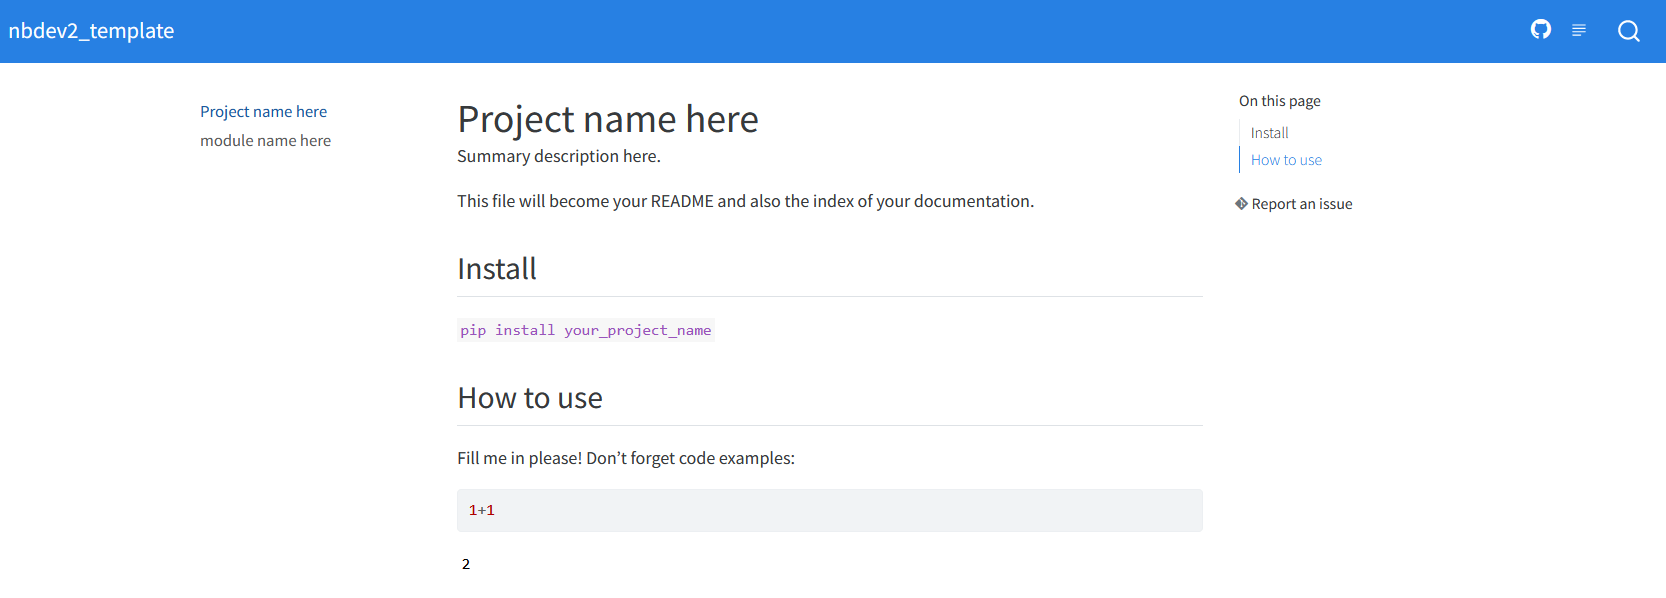 nbdev2_template
Project name here
module name here
Project name here
Summary description here.
This file will become your README and also the index of your documentation.
Install
pip install your_project_name
How to use
Fill me in please! Don’t forget code examples:
1+1
2
On this page
Install
How to use
Report an issue